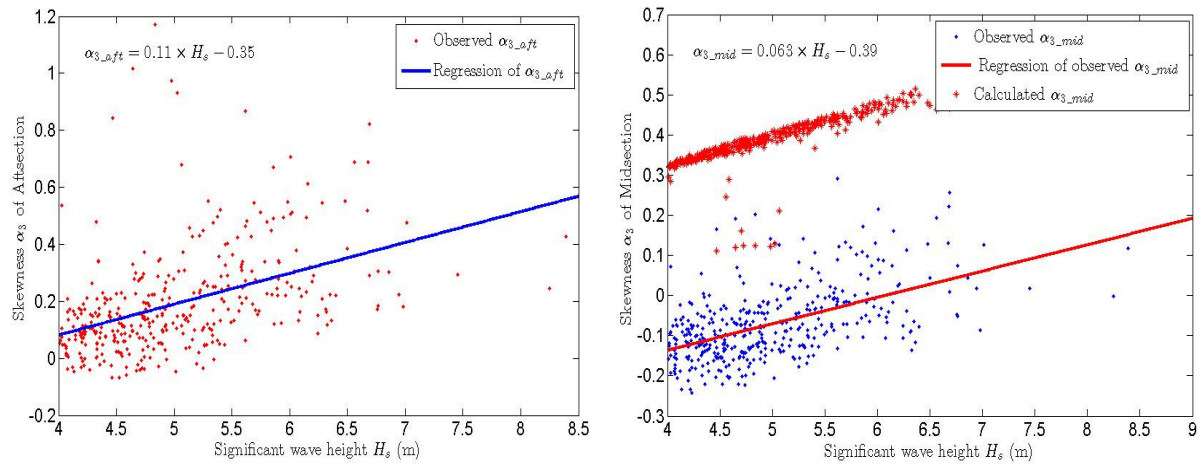 1.2
1
0.8
0.6
0.4
0.2
0
-0.2
Skewness α₃ of Aftsection
α₃_aft = 0.11 × Hₛ − 0.35
Observed α₃_aft
Regression of α₃_aft
4 4.5 5 5.5 6 6.5 7 7.5 8 8.5
Significant wave height Hₛ (m)
0.7
0.6
0.5
0.4
0.3
0.2
0.1
0
-0.1
-0.2
-0.3
Skewness α₃ of Midsection
α₃_mid = 0.063 × Hₛ − 0.39
Observed α₃_mid
Regression of observed α₃_mid
Calculated α₃_mid
4 4.5 5 5.5 6 6.5 7 7.5 8 8.5 9
Significant wave height Hₛ (m)